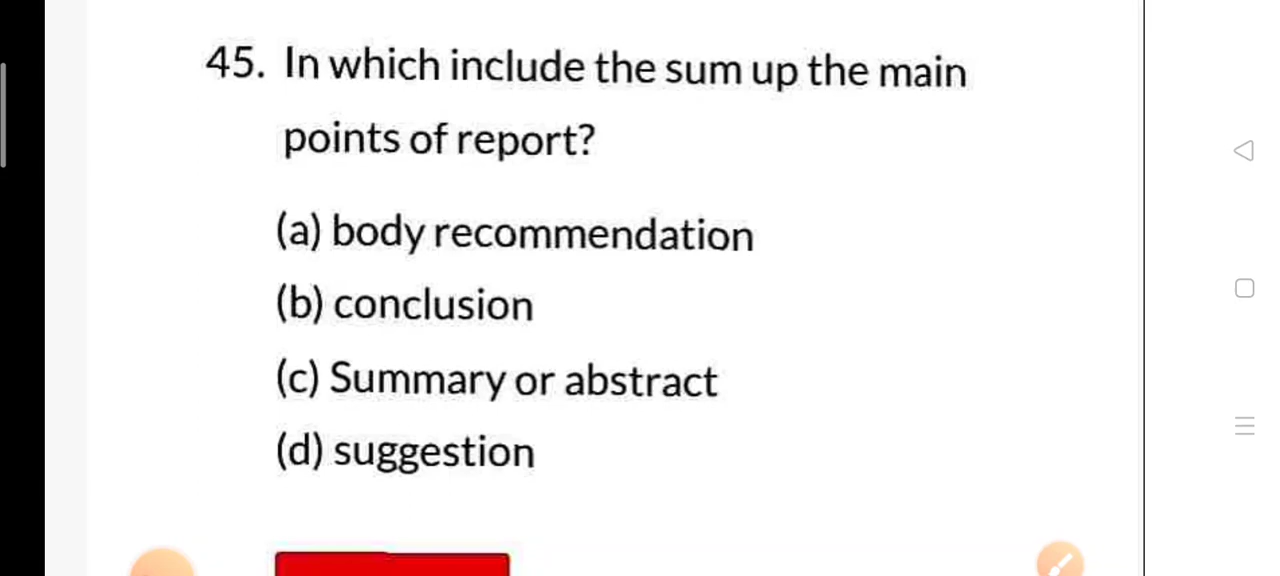 45. In which include the sum up the main
points of report?
(a) body recommendation
(b) conclusion
(c) Summary or abstract
(d) suggestion